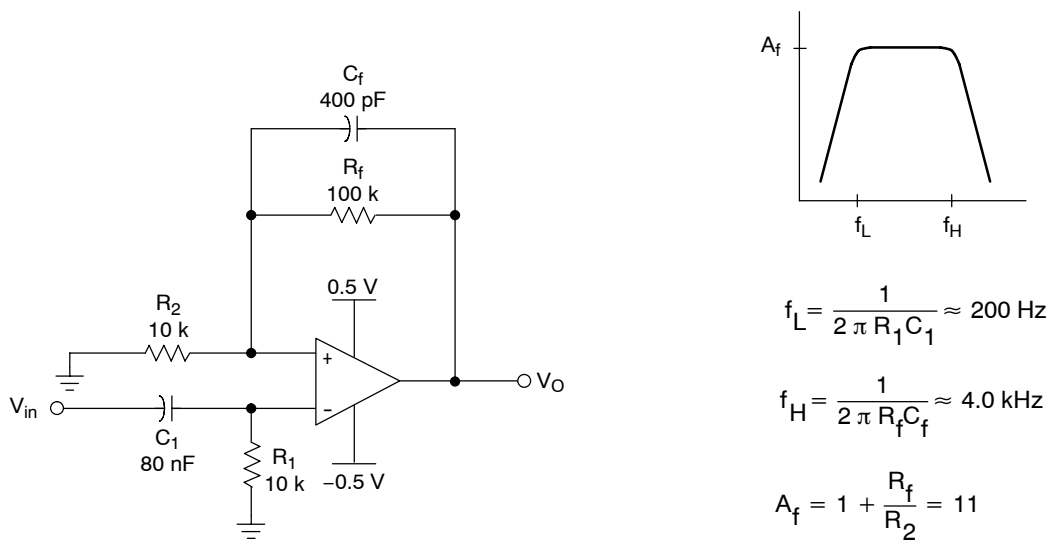 C_f
400 pF
R_f
100 k
0.5 V
R_2
10 k
+
V_in
−
V_O
C_1
80 nF
R_1
10 k
−0.5 V
A_f
f_L
f_H
f_L = 1 / (2 π R_1C_1) ≈ 200 Hz
f_H = 1 / (2 π R_fC_f) ≈ 4.0 kHz
A_f = 1 + R_f / R_2 = 11